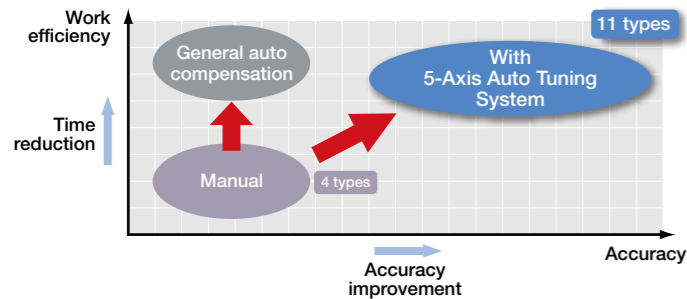 Work
efficiency
11 types
General auto
compensation
With
5-Axis Auto Tuning
System
Time
reduction
Manual
4 types
Accuracy
Accuracy
improvement